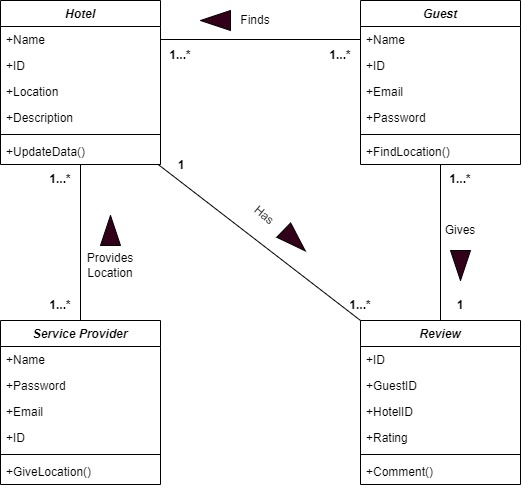 Hotel
+Name
+ID
+Location
+Description
+UpdateData()
Finds
1...*
1...*
Guest
+Name
+ID
+Email
+Password
+FindLocation()
1...*
1
1...*
Has
Provides
Location
Gives
1...*
1...*
1
Service Provider
+Name
+Password
+Email
+ID
+GiveLocation()
Review
+ID
+GuestID
+HotelID
+Rating
+Comment()